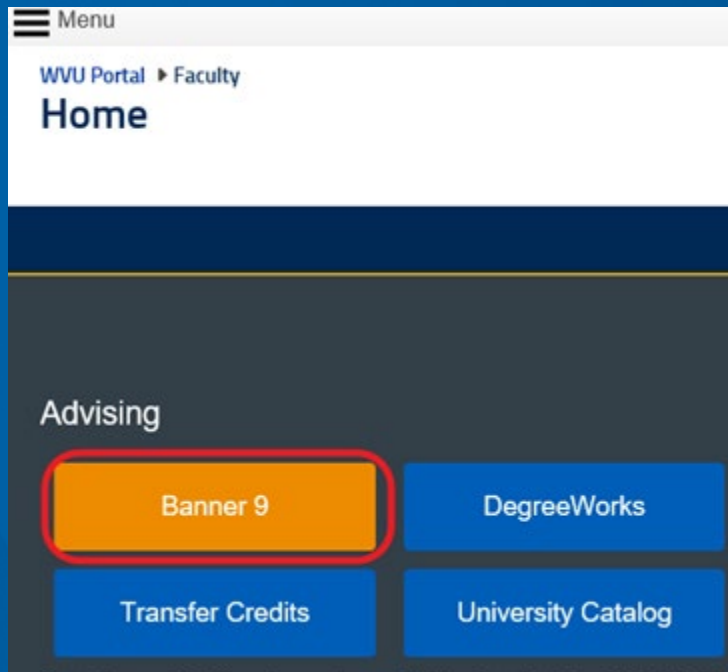 Menu
WVU Portal ▶ Faculty
Home
Advising
Banner 9
DegreeWorks
Transfer Credits
University Catalog